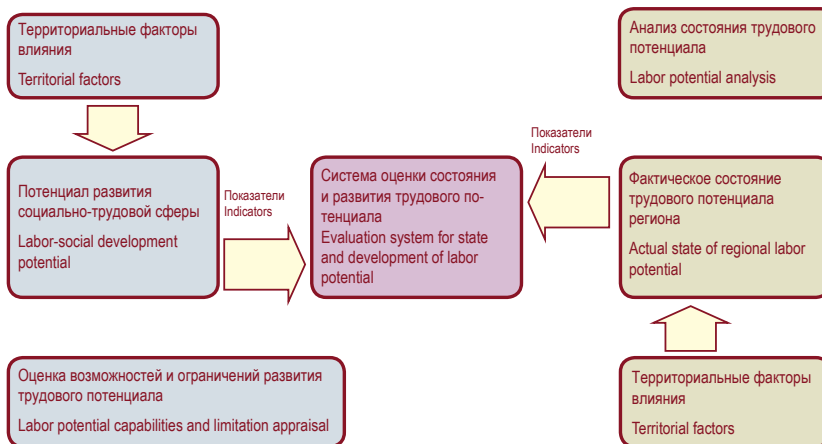 Территориальные факторы
влияния
Territorial factors
Анализ состояния трудового
потенциала
Labor potential analysis
Показатели
Indicators
Потенциал развития
социально-трудовой сферы
Labor-social development
potential
Показатели
Indicators
Система оценки состояния
и развития трудового по-
тенциала
Evaluation system for state
and development of labor
potential
Фактическое состояние
трудового потенциала
региона
Actual state of regional labor
potential
Оценка возможностей и ограничений развития
трудового потенциала
Labor potential capabilities and limitation appraisal
Территориальные факторы
влияния
Territorial factors